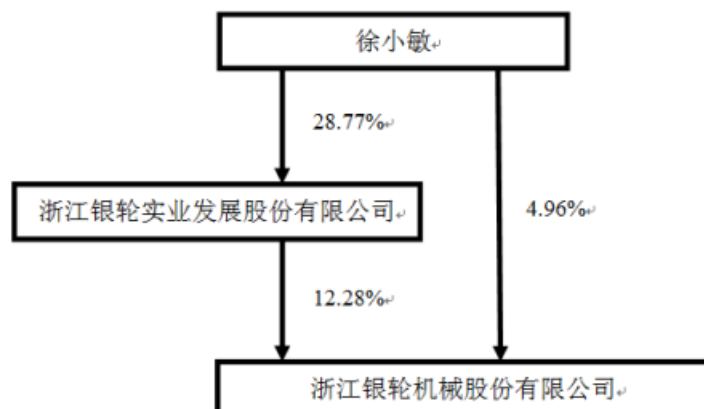 徐小敏
28.77%
浙江银轮实业发展股份有限公司
4.96%
12.28%
浙江银轮机械股份有限公司